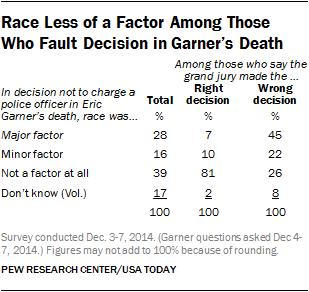 Race Less of a Factor Among Those
Who Fault Decision in Garner's Death
Among those who say the
grand jury made the ...
In decision not to charge a
police officer in Eric
Garner's death, race was...
Total
Right
decision
Wrong
decision
% % %
Major factor 28 7 45
Minor factor 16 10 22
Not a factor at all 39 81 26
Don't know (Vol.) 17 2 8
100 100 100
Survey conducted Dec. 3-7, 2014. (Garner questions asked Dec 4-
7, 2014.) Figures may not add to 100% because of rounding.
PEW RESEARCH CENTER/USA TODAY